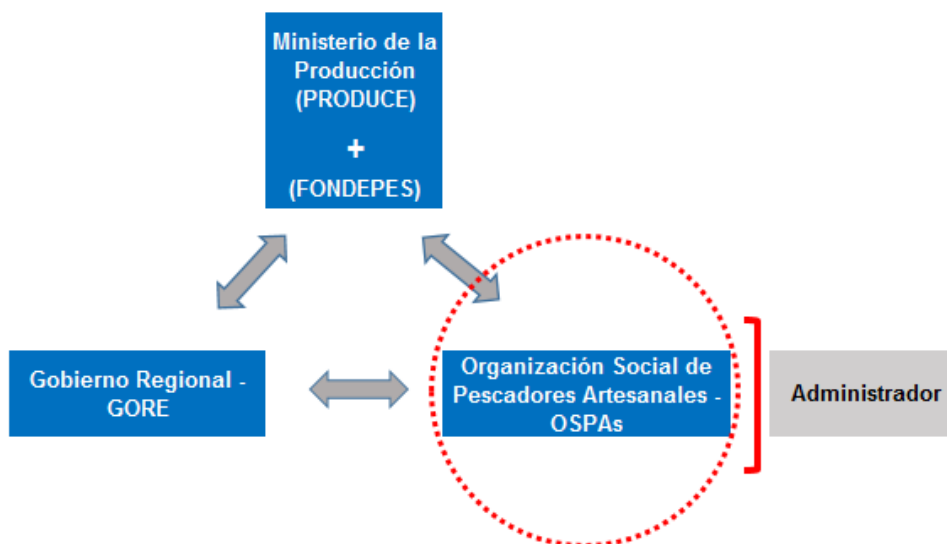 Ministerio de la
Producción
(PRODUCE)
+
(FONDEPES)
Gobierno Regional -
GORE
Organización Social de
Pescadores Artesanales -
OSPAs
Administrador